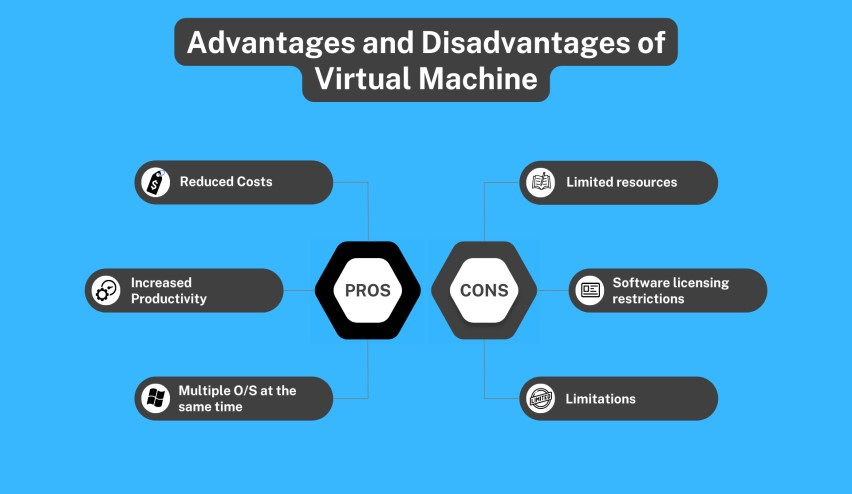 Advantages and Disadvantages of
Virtual Machine
Reduced Costs
Increased
Productivity
Multiple O/S at the
same time
PROS
CONS
Limited resources
Software licensing
restrictions
LIMITED
Limitations